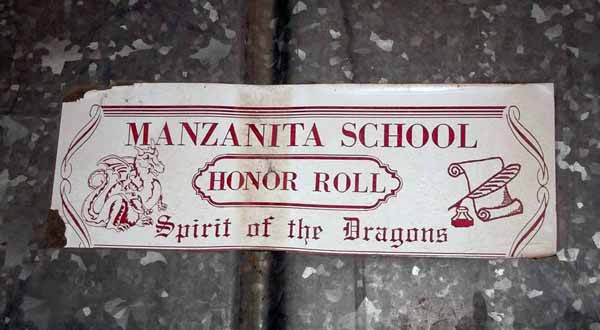 MANZANITA SCHOOL
HONOR ROLL
Spirit of the Dragons